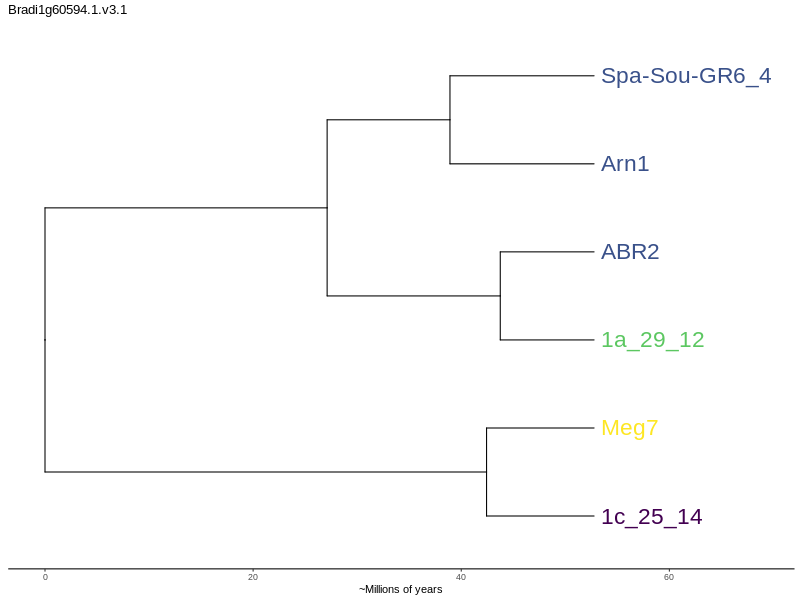 Bradi1g60594.1.v3.1
Spa-Sou-GR6_4
Arn1
ABR2
1a_29_12
Meg7
1c_25_14
0 20 40 60
~Millions of years